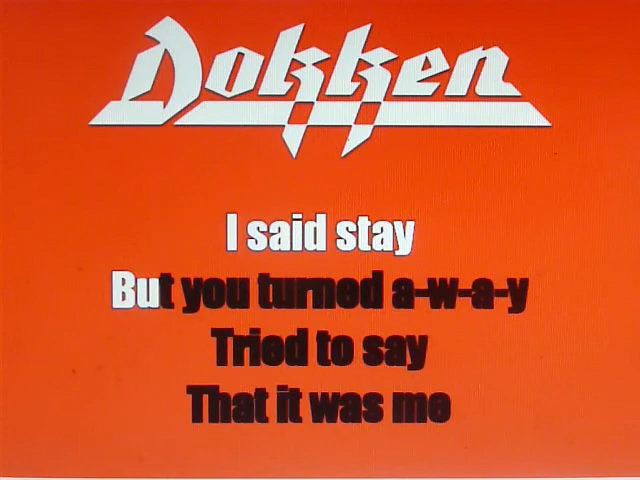 Dokken
I said stay
But you turned a-w-a-y
Tried to say
That it was me